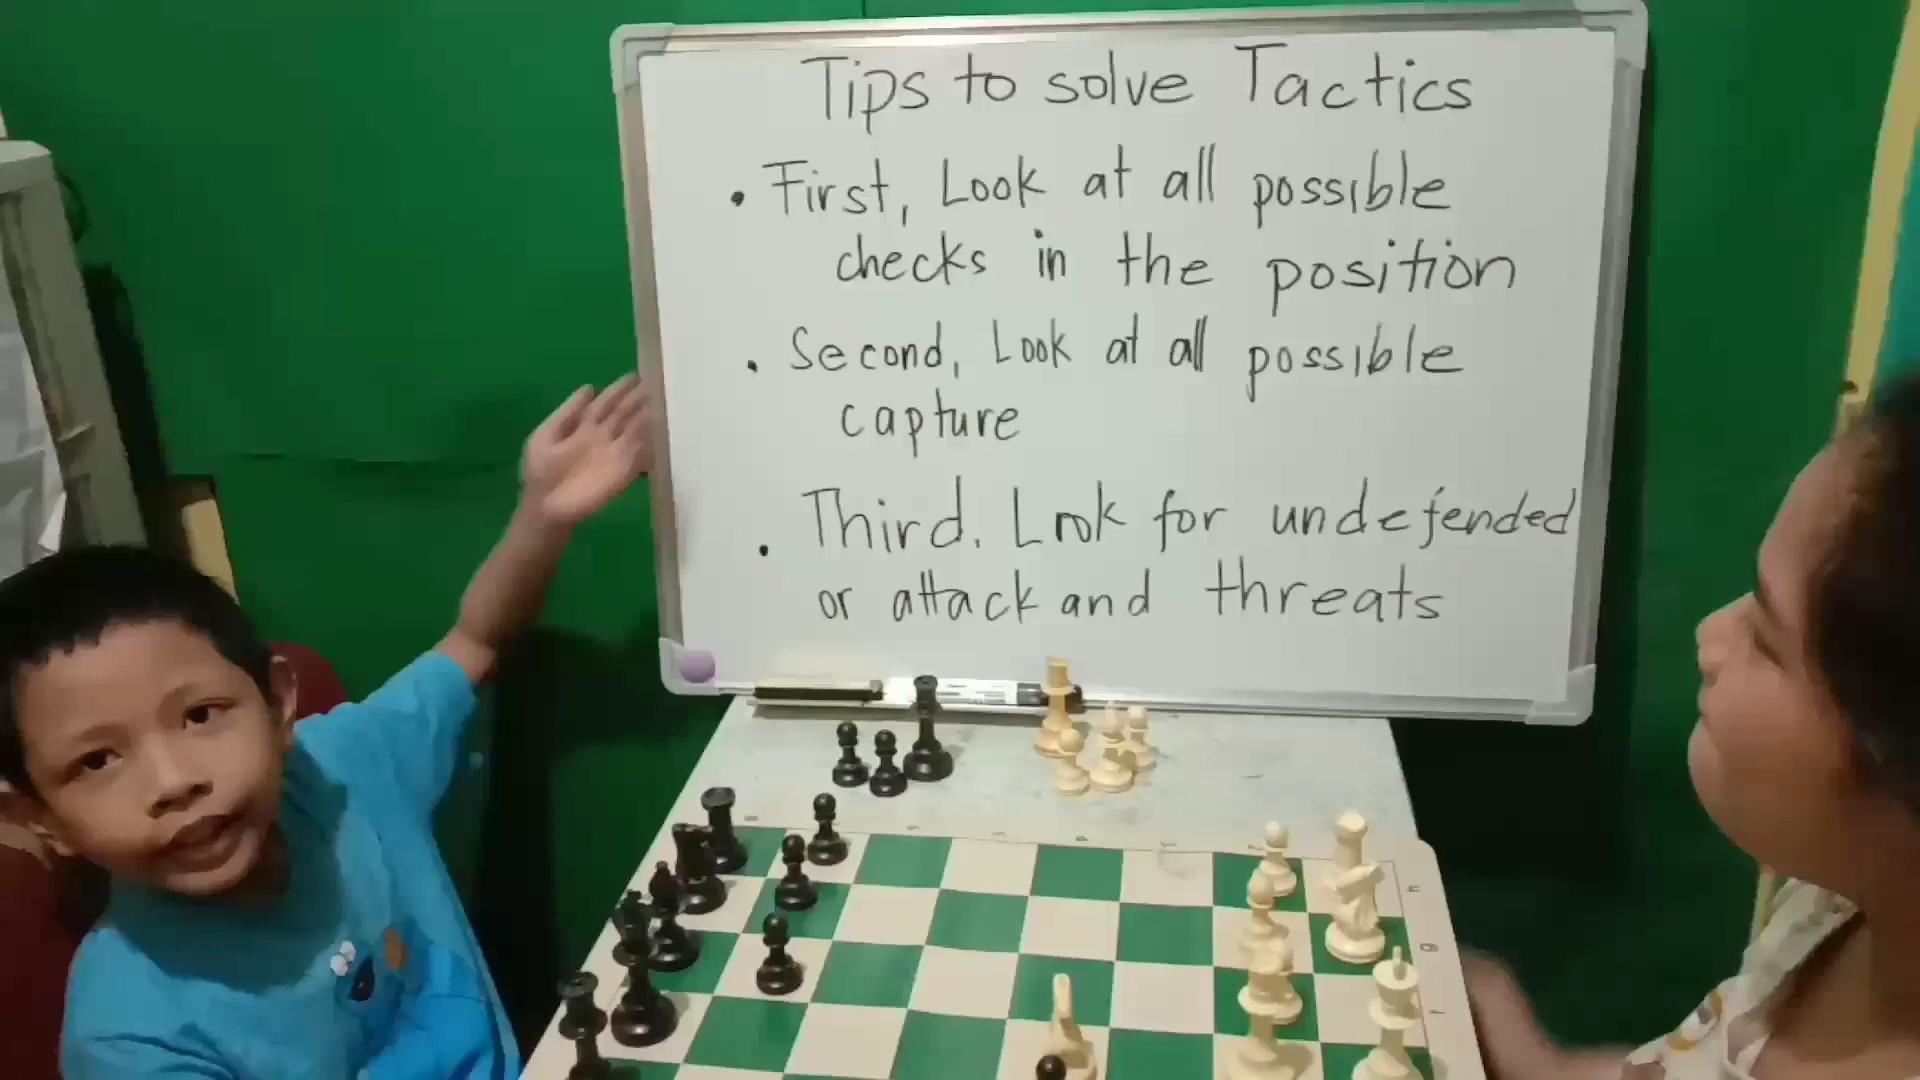 Tips to solve Tactics
• First, Look at all possible
checks in the position
• Second, Look at all possible
capture
• Third. Look for undefended
or attack and threats